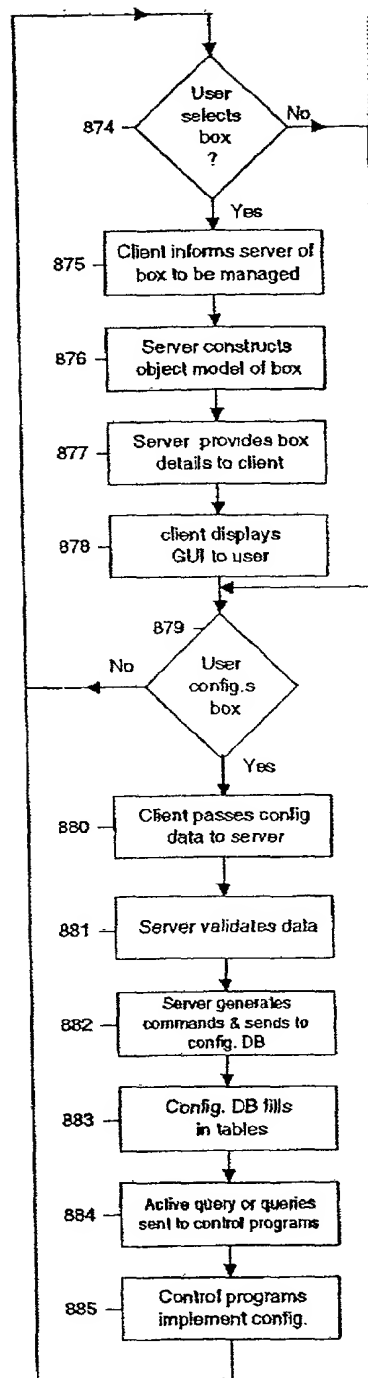 User
selects
box
?
874
No
Yes
875
Client informs server of
box to be managed
876
Server constructs
object model of box
877
Server provides box
details to client
878
client displays
GUI to user
879
No
User
config.s
box
Yes
880
Client passes config
data to server
881
Server validates data
882
Server generates
commands & sends to
config. DB
883
Config. DB fills
in tables
884
Active query or queries
sent to control programs
885
Control programs
implement config.